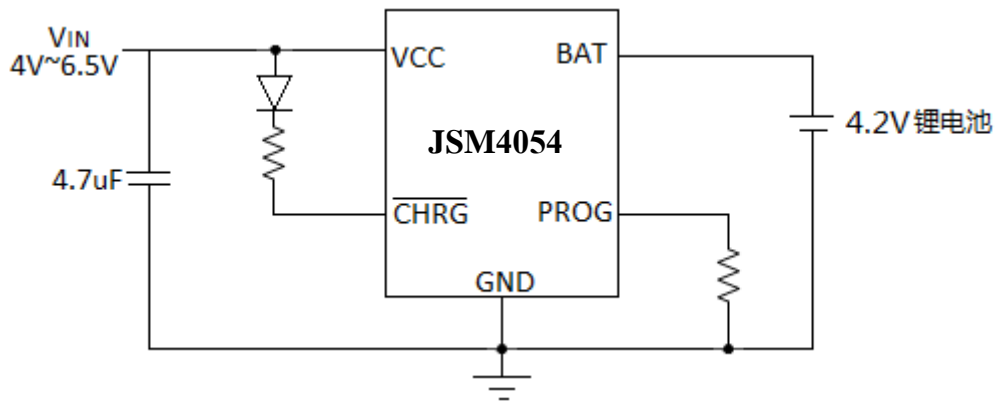 VIN
4V~6.5V
VCC
BAT
4.2V锂电池
JSM4054
4.7uF
CHRG
PROG
GND